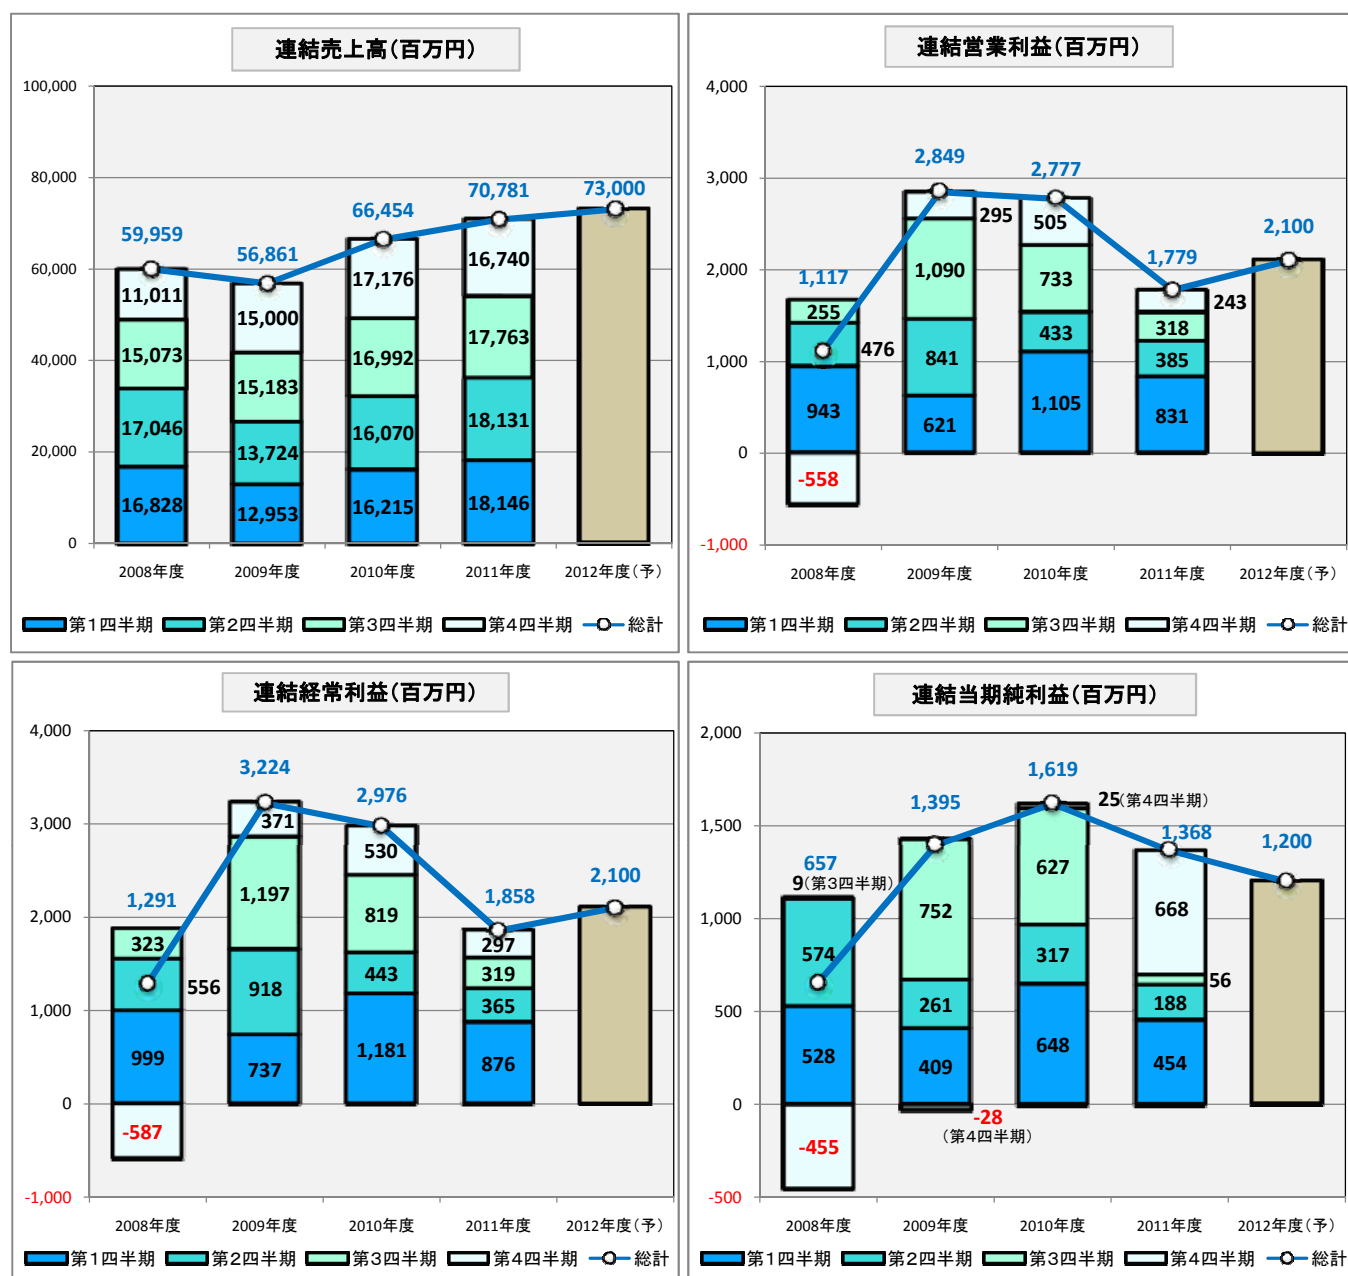 連結売上高(百万円)
100,000
80,000
60,000
40,000
20,000
0
59,959
56,861
66,454
70,781
73,000
11,011
15,000
17,176
16,740
15,073
15,183
16,992
17,763
17,046
13,724
16,070
18,131
16,828
12,953
16,215
18,146
2008年度
2009年度
2010年度
2011年度
2012年度(予)
第1四半期
第2四半期
第3四半期
第4四半期
総計
連結営業利益(百万円)
4,000
3,000
2,000
1,000
0
-1,000
1,117
2,849
2,777
1,779
2,100
295
505
243
255
1,090
733
318
476
841
433
385
943
621
1,105
831
-558
2008年度
2009年度
2010年度
2011年度
2012年度(予)
第1四半期
第2四半期
第3四半期
第4四半期
総計
連結経常利益(百万円)
4,000
3,000
2,000
1,000
0
-1,000
1,291
3,224
2,976
1,858
2,100
371
530
297
323
1,197
819
319
556
918
443
365
999
737
1,181
876
-587
2008年度
2009年度
2010年度
2011年度
2012年度(予)
第1四半期
第2四半期
第3四半期
第4四半期
総計
連結当期純利益(百万円)
2,000
1,500
1,000
500
0
-500
657
1,395
1,619
1,368
1,200
9(第3四半期)
25(第4四半期)
752
627
668
574
261
317
56
188
528
409
648
454
-455
-28
(第4四半期)
2008年度
2009年度
2010年度
2011年度
2012年度(予)
第1四半期
第2四半期
第3四半期
第4四半期
総計